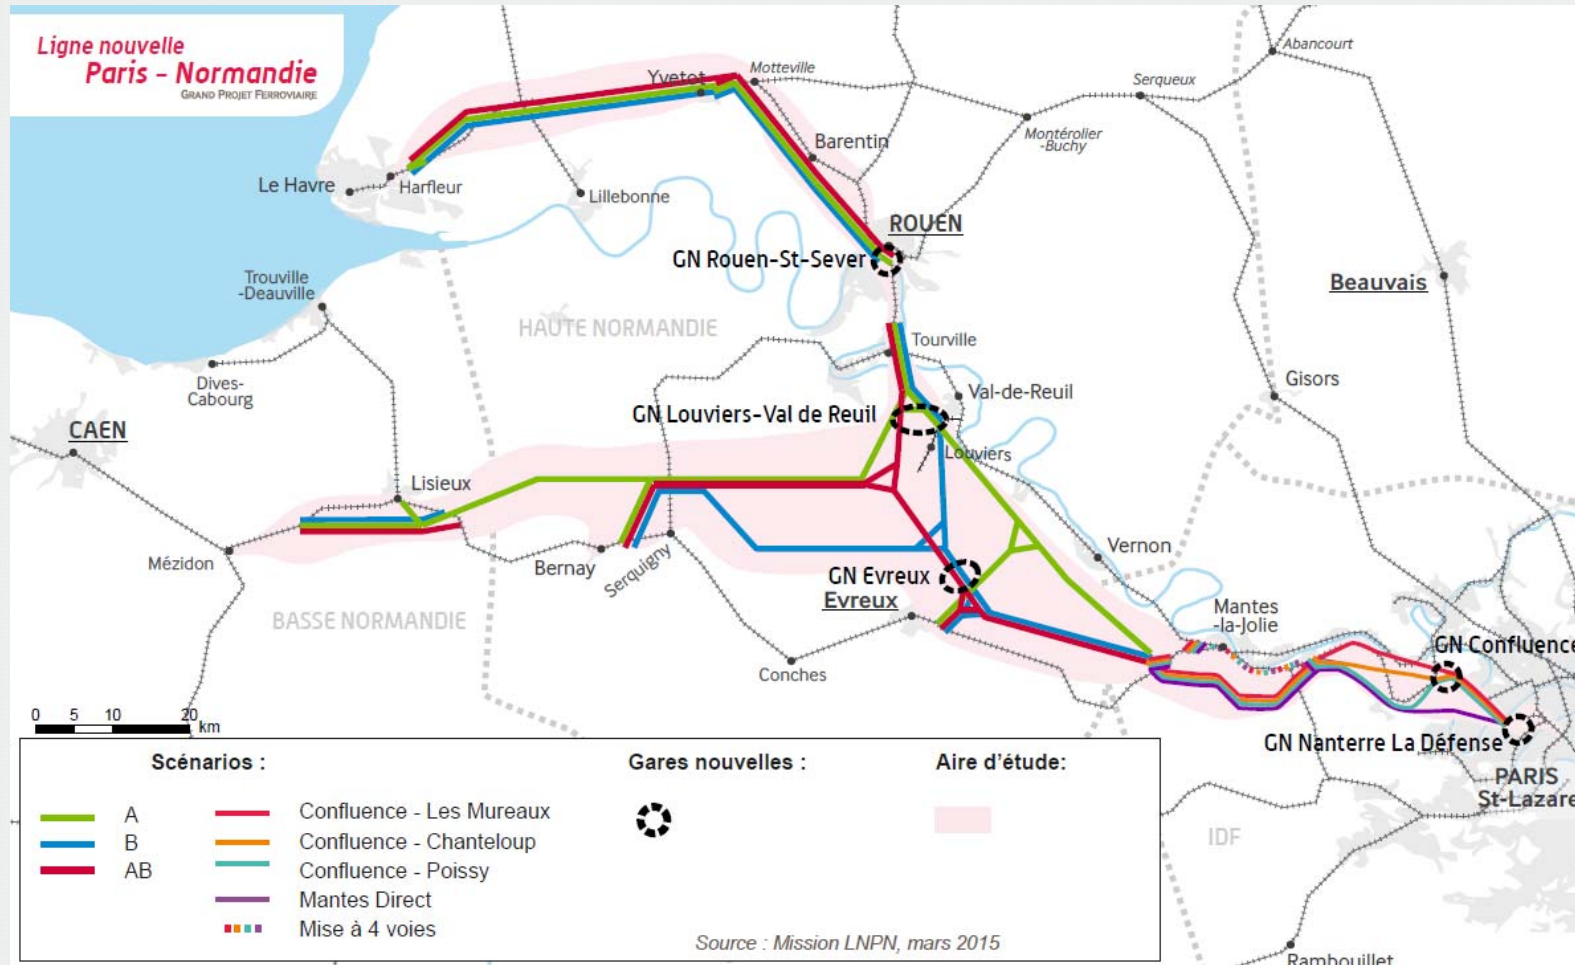 Ligne nouvelle
Paris – Normandie
GRAND PROJET FERROVIAIRE
Abancourt
Yvetot
Motteville
Serqueux
Montérolier
-Buchy
Barentin
Le Havre
Harfleur
Lillebonne
ROUEN
GN Rouen-St-Sever
Beauvais
Trouville
-Deauville
HAUTE NORMANDIE
Tourville
Dives-
Cabourg
Gisors
Val-de-Reuil
GN Louviers-Val de Reuil
CAEN
Louviers
Lisieux
Vernon
Mézidon
Bernay
Serquigny
GN Evreux
Evreux
BASSE NORMANDIE
Mantes
-la-Jolie
GN Confluence
Conches
0 5 10 20
km
GN Nanterre La Défense
PARIS
St-Lazare
IDF
Rambouillet
Scénarios :
A
B
AB
Confluence - Les Mureaux
Confluence - Chanteloup
Confluence - Poissy
Mantes Direct
Mise à 4 voies
Gares nouvelles :
Aire d'étude:
Source : Mission LNPN, mars 2015